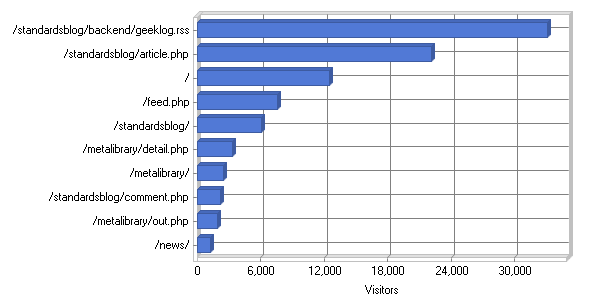 /standardsblog/backend/geeklog.rss
/standardsblog/article.php
/
/feed.php
/standardsblog/
/metalibrary/detail.php
/metalibrary/
/standardsblog/comment.php
/metalibrary/out.php
/news/
0 6,000 12,000 18,000 24,000 30,000
Visitors